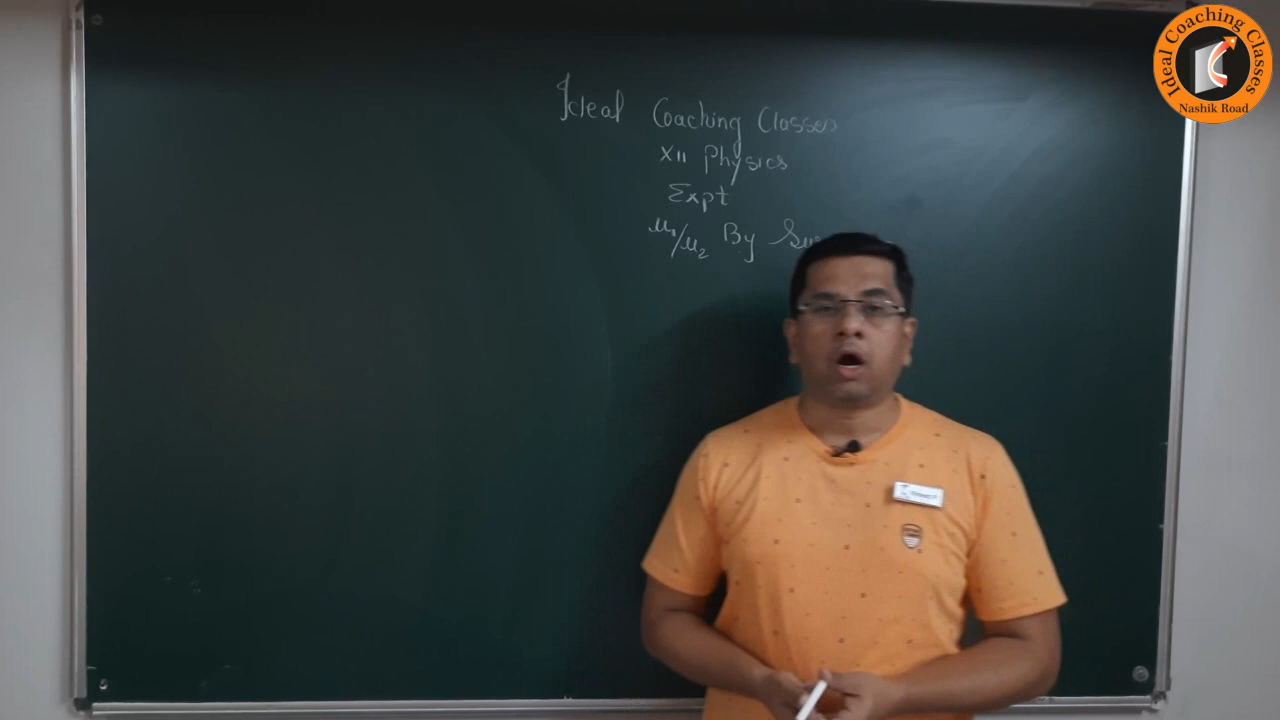 Ideal Coaching Classes
XII Physics
Expt
μ₁/μ₂ By
Ideal Coaching Classes
Nashik Road